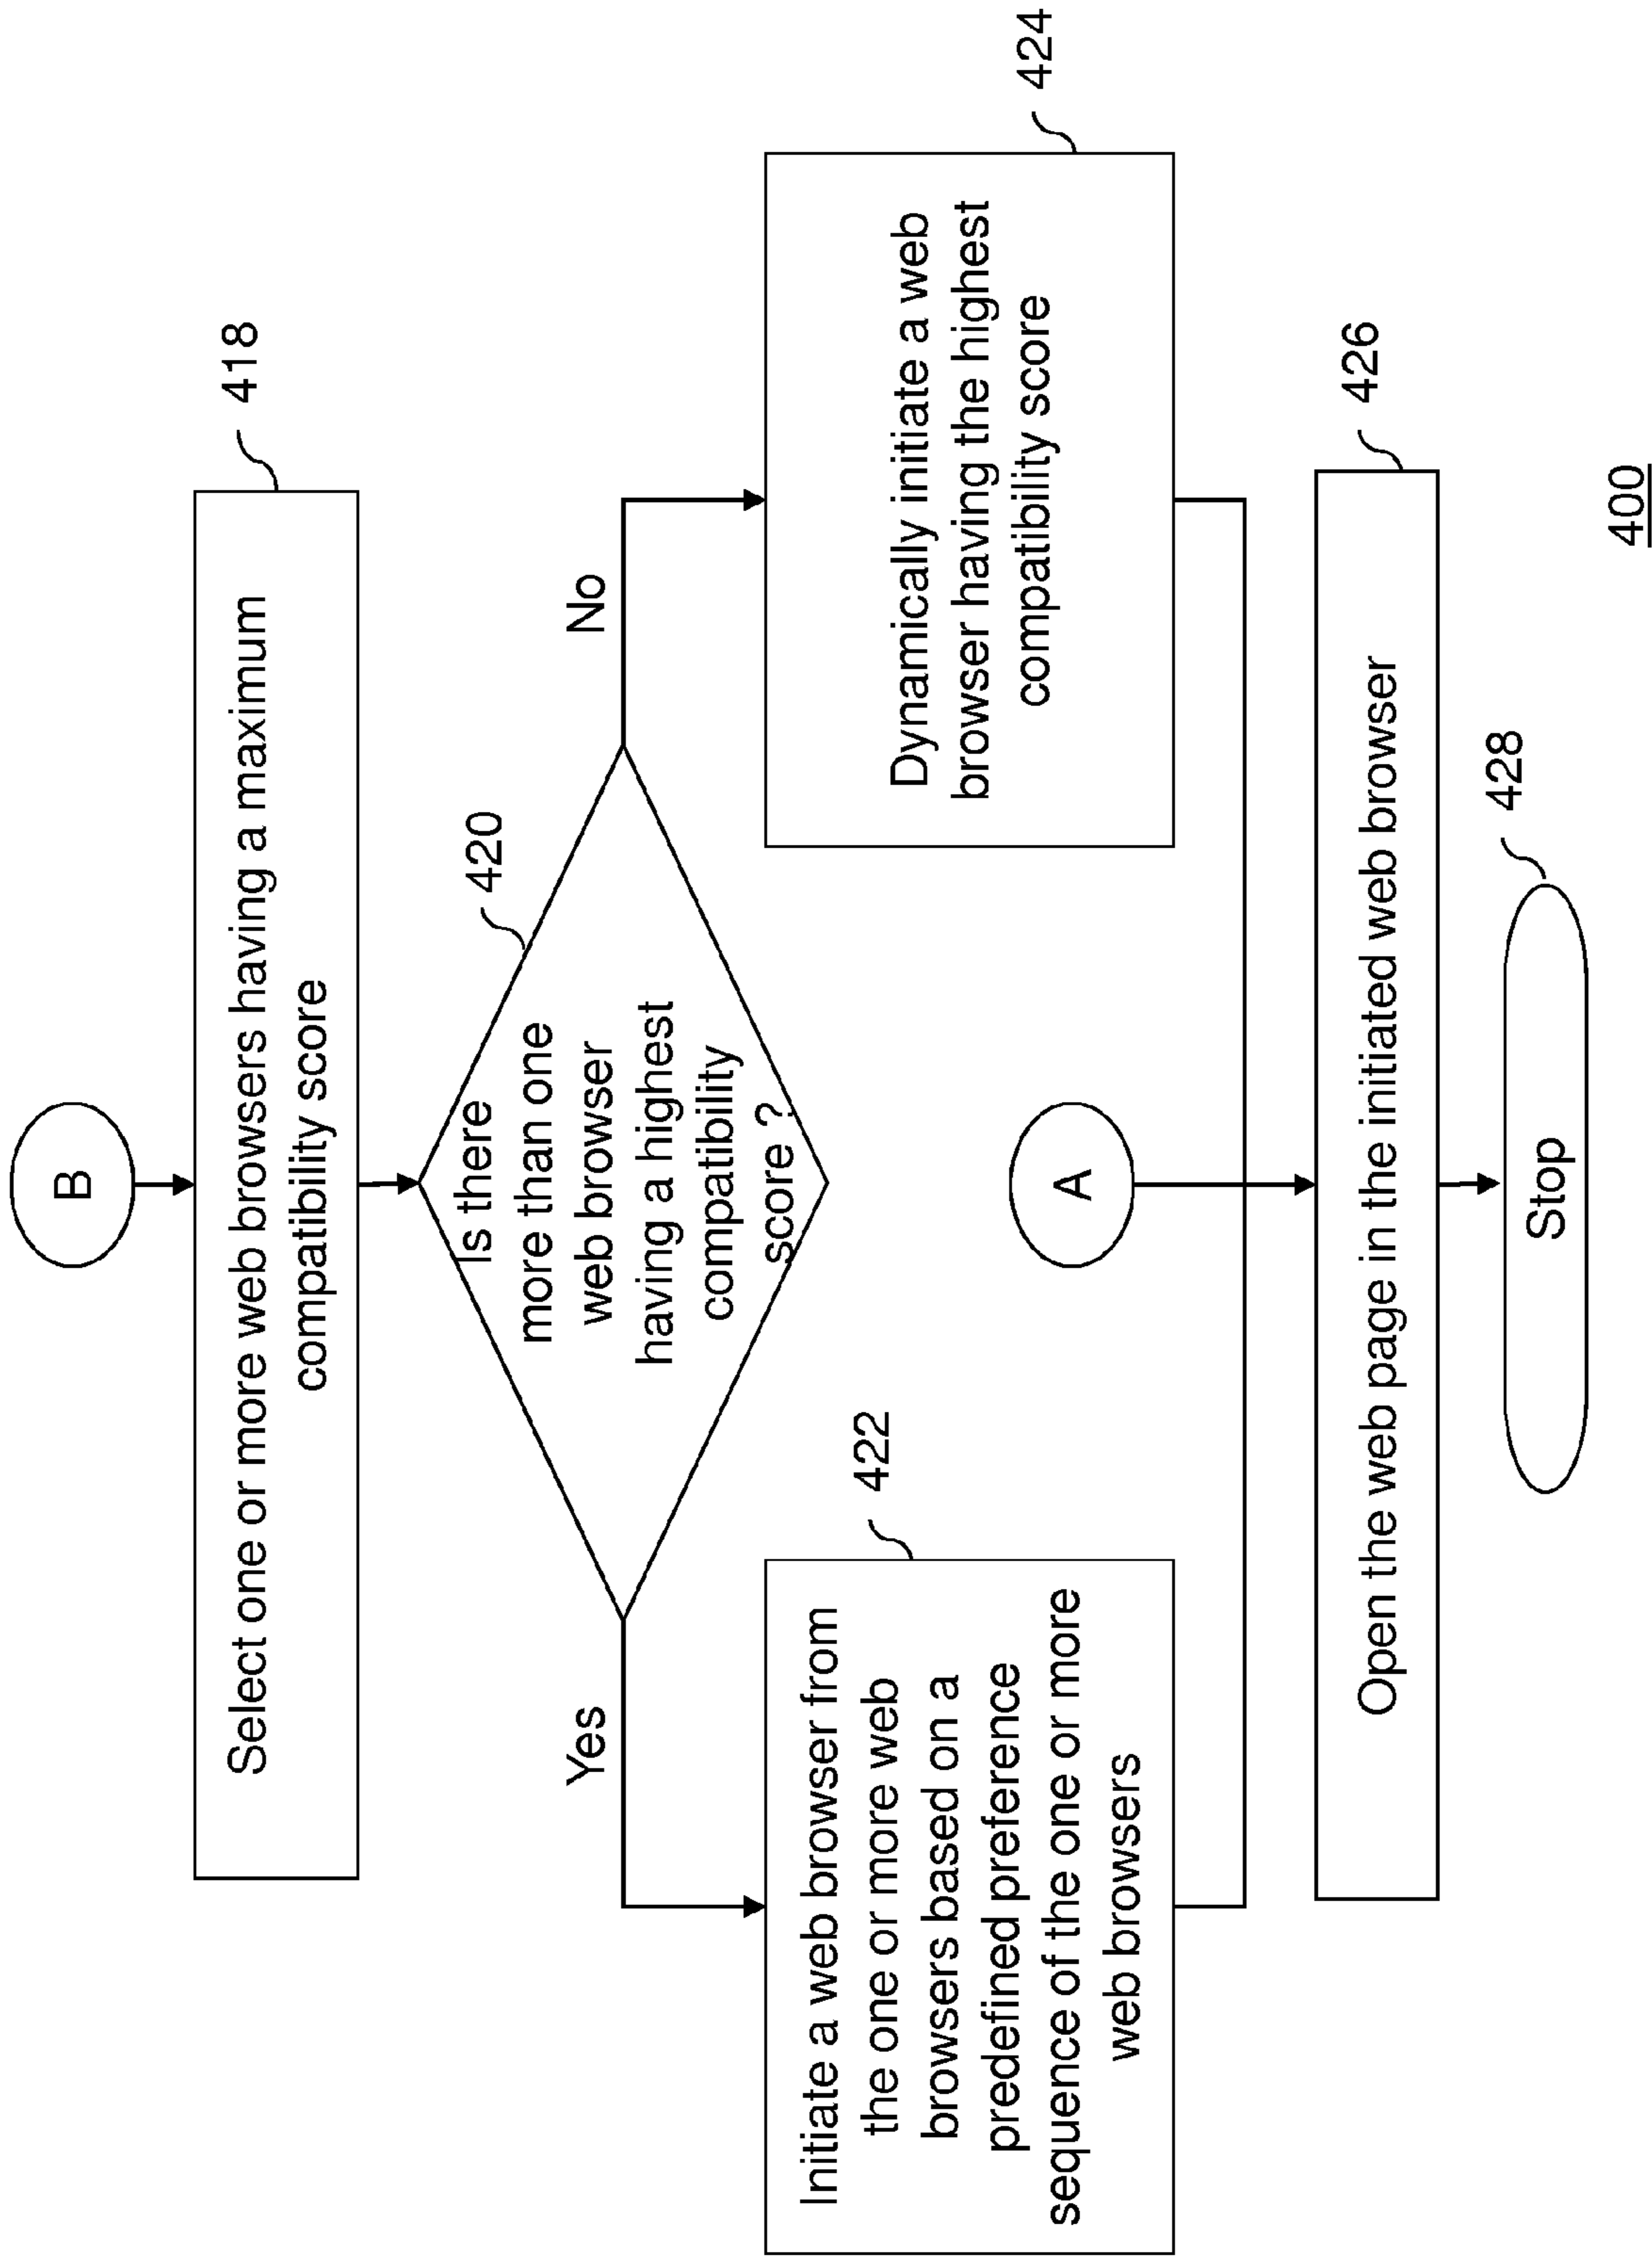 B
418
Select one or more web browsers having a maximum
compatibility score
420
Is there
more than one
web browser
having a highest
compatibility
score ?
Yes
No
422
Initiate a web browser from
the one or more web
browsers based on a
predefined preference
sequence of the one or more
web browsers
424
Dynamically initiate a web
browser having the highest
compatibility score
A
426
Open the web page in the initiated web browser
428
Stop
400